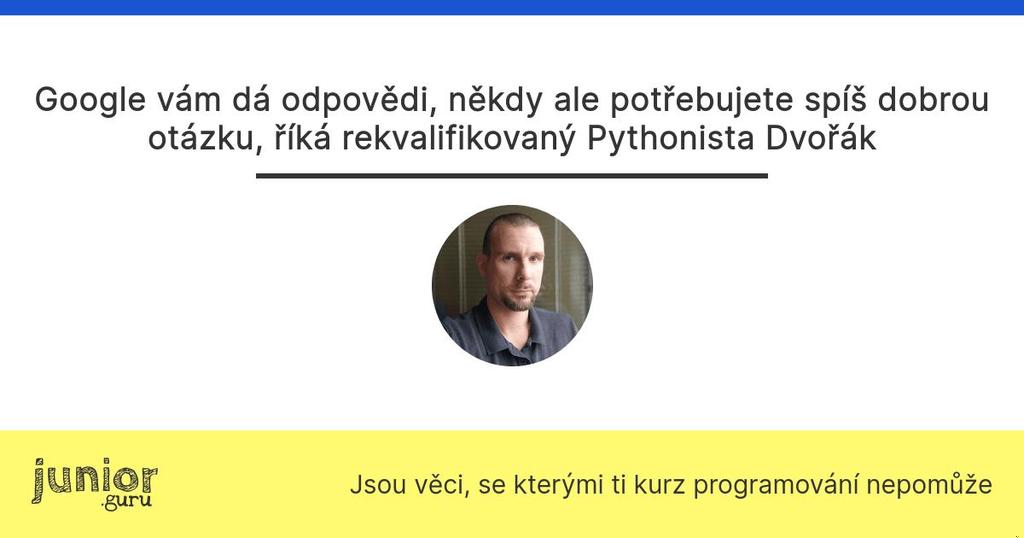 Google vám dá odpovědi, někdy ale potřebujete spíš dobrou
otázku, říká rekvalifikovaný Pythonista Dvořák
junior
.guru
Jsou věci, se kterými ti kurz programování nepomůže